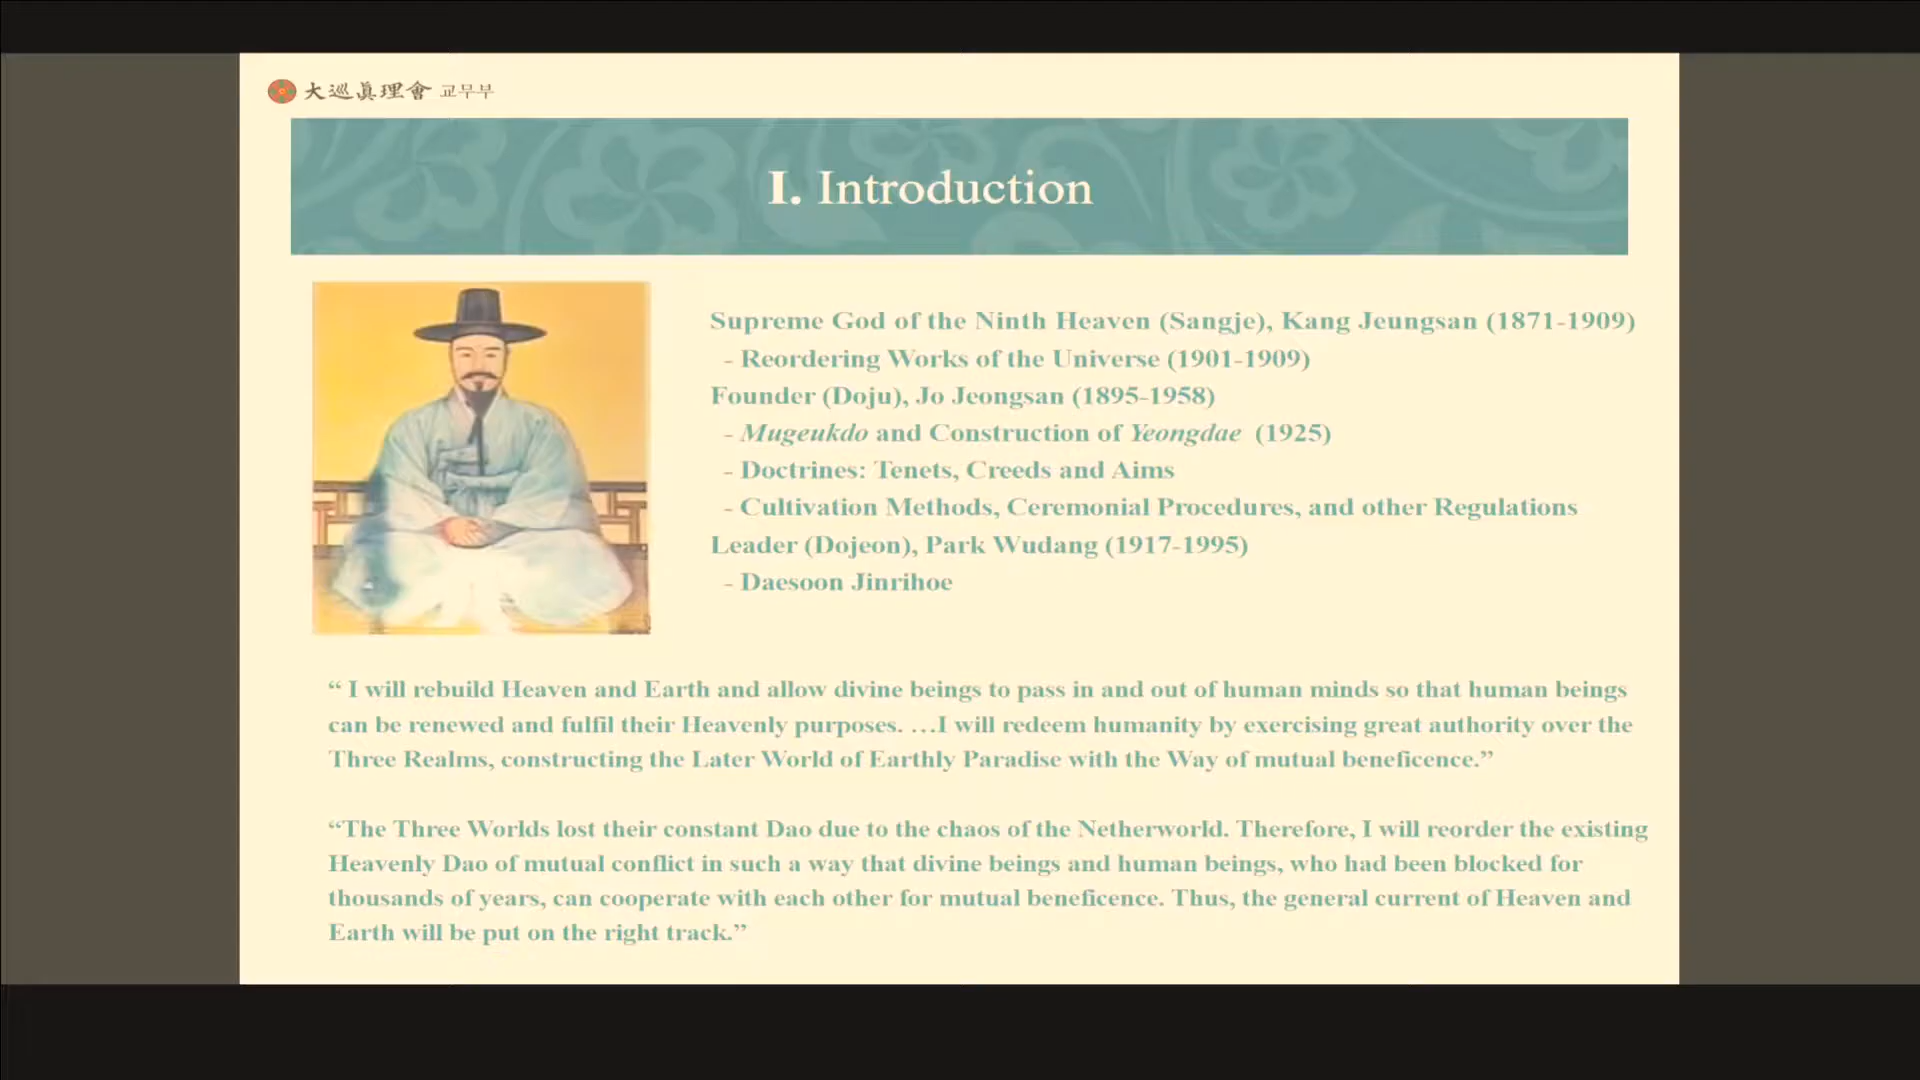 大巡眞理會 교무부
I. Introduction
Supreme God of the Ninth Heaven (Sangje), Kang Jeungsan (1871-1909)
- Reordering Works of the Universe (1901-1909)
Founder (Doju), Jo Jeongsan (1895-1958)
- Mugeukdo and Construction of Yeongdae (1925)
- Doctrines: Tenets, Creeds and Aims
- Cultivation Methods, Ceremonial Procedures, and other Regulations
Leader (Dojeon), Park Wudang (1917-1995)
- Daesoon Jinrihoe
“ I will rebuild Heaven and Earth and allow divine beings to pass in and out of human minds so that human beings
can be renewed and fulfil their Heavenly purposes. …I will redeem humanity by exercising great authority over the
Three Realms, constructing the Later World of Earthly Paradise with the Way of mutual beneficence.”
“The Three Worlds lost their constant Dao due to the chaos of the Netherworld. Therefore, I will reorder the existing
Heavenly Dao of mutual conflict in such a way that divine beings and human beings, who had been blocked for
thousands of years, can cooperate with each other for mutual beneficence. Thus, the general current of Heaven and
Earth will be put on the right track.”